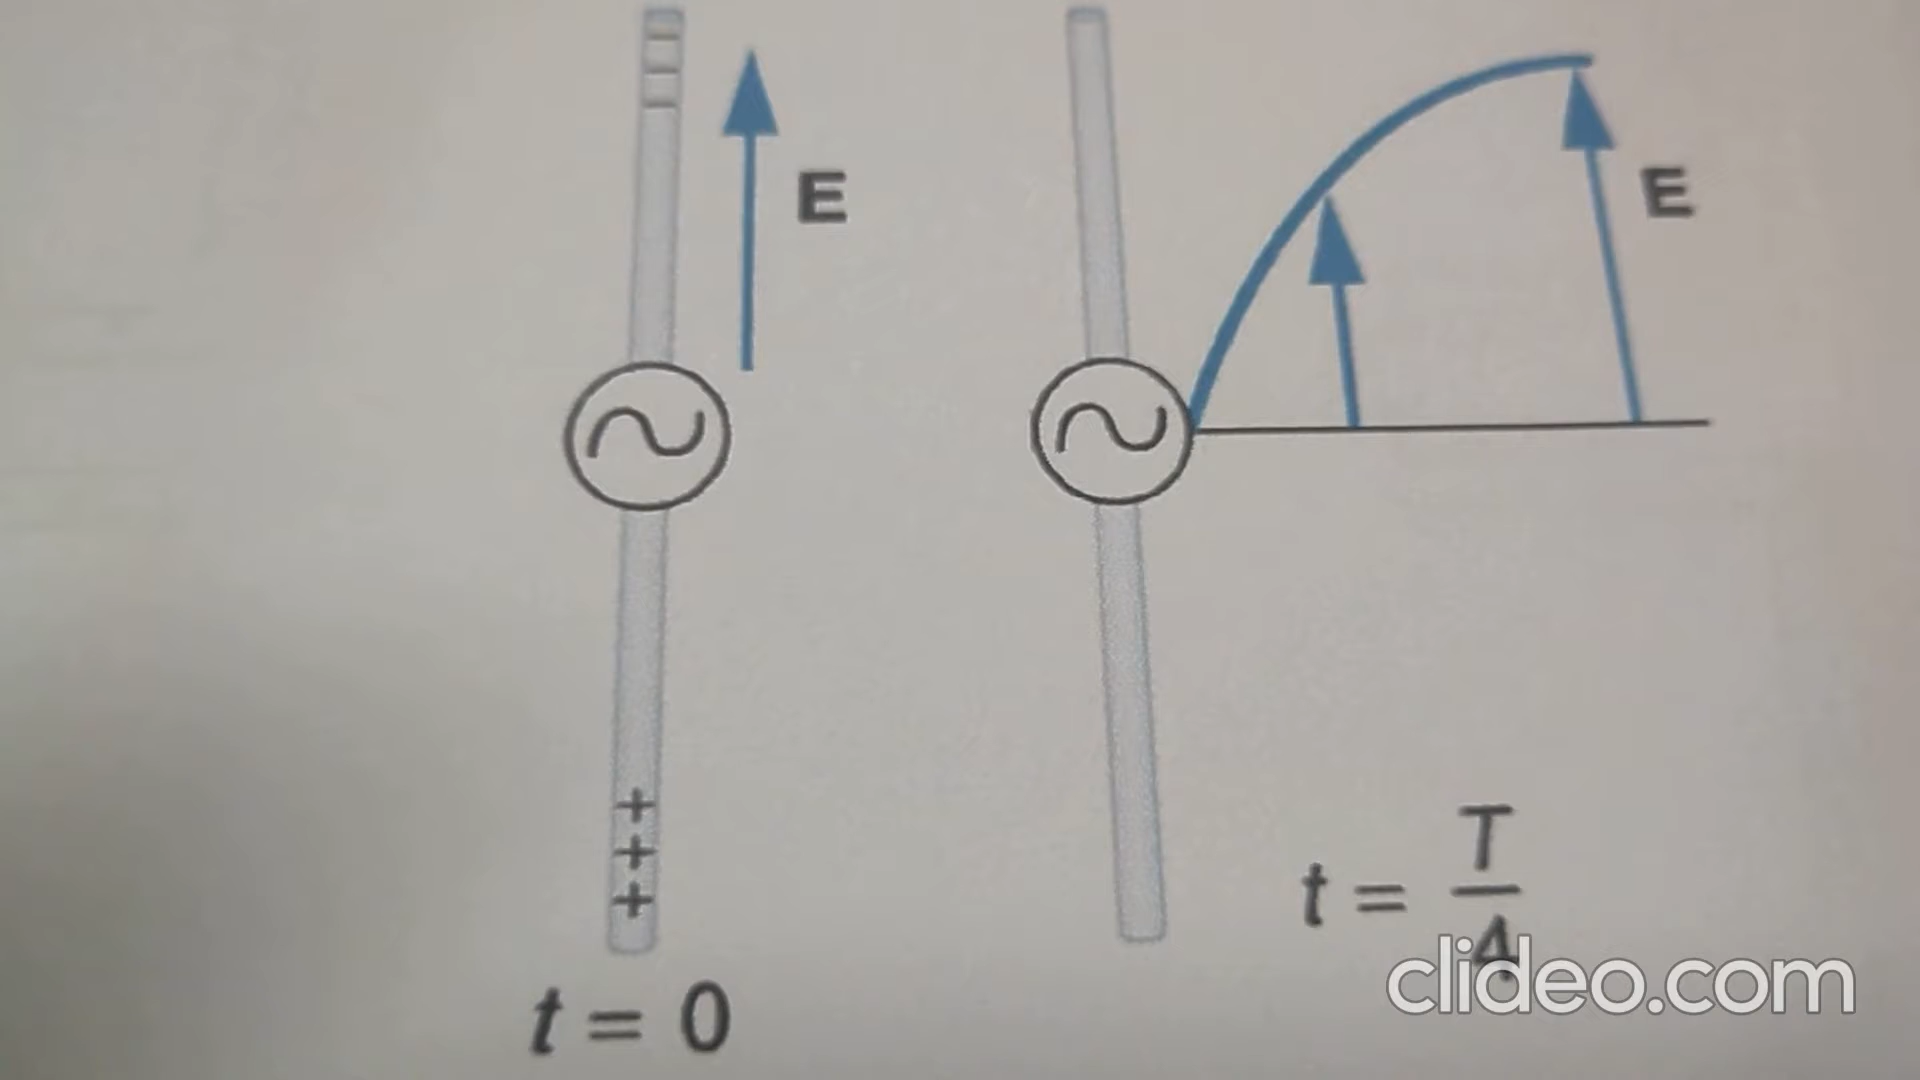 E
E
+
+
+
t = 0
t = T/4
clideo.com